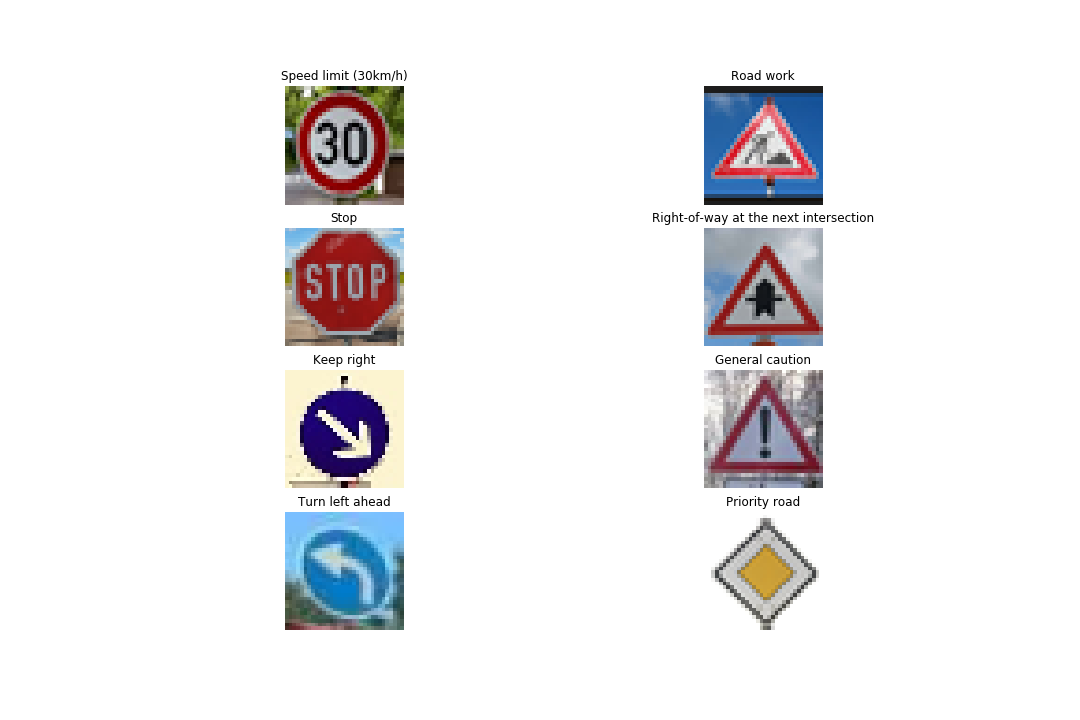 Speed limit (30km/h)
Road work
30
Stop
Right-of-way at the next intersection
STOP
Keep right
General caution
!
Turn left ahead
Priority road